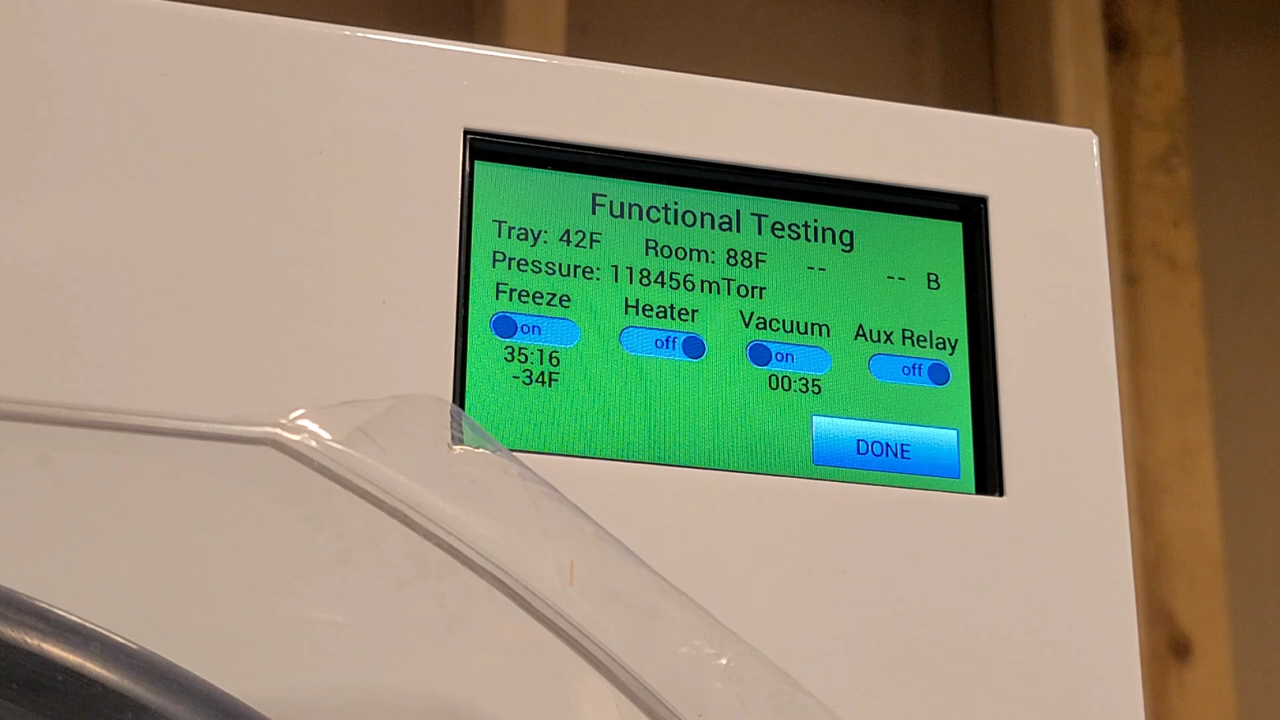 Functional Testing
Tray: 42F Room: 88F -- -- B
Pressure: 118456 mTorr
Freeze Heater Vacuum Aux Relay
on off on off
35:16 00:35
-34F
DONE